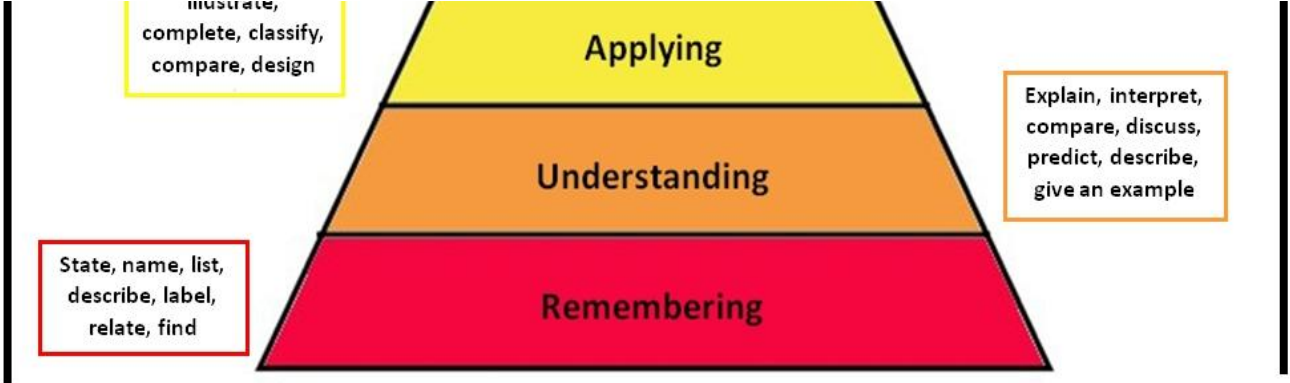 illustrate,
complete, classify,
compare, design
Applying
Explain, interpret,
compare, discuss,
predict, describe,
give an example
Understanding
State, name, list,
describe, label,
relate, find
Remembering